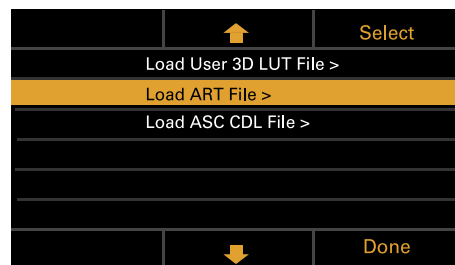 Select
Load User 3D LUT File >
Load ART File >
Load ASC CDL File >
Done